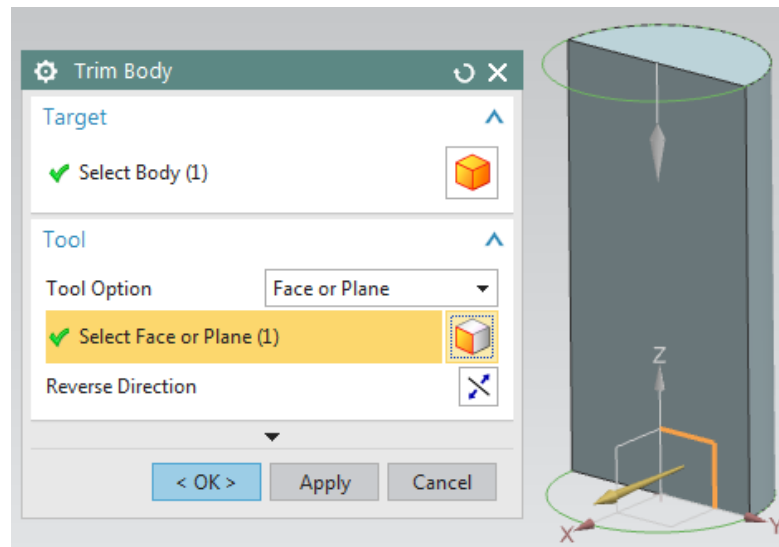 Trim Body
Target
Select Body (1)
Tool
Tool Option Face or Plane
Select Face or Plane (1)
Reverse Direction
< OK > Apply Cancel
Z
X
Y